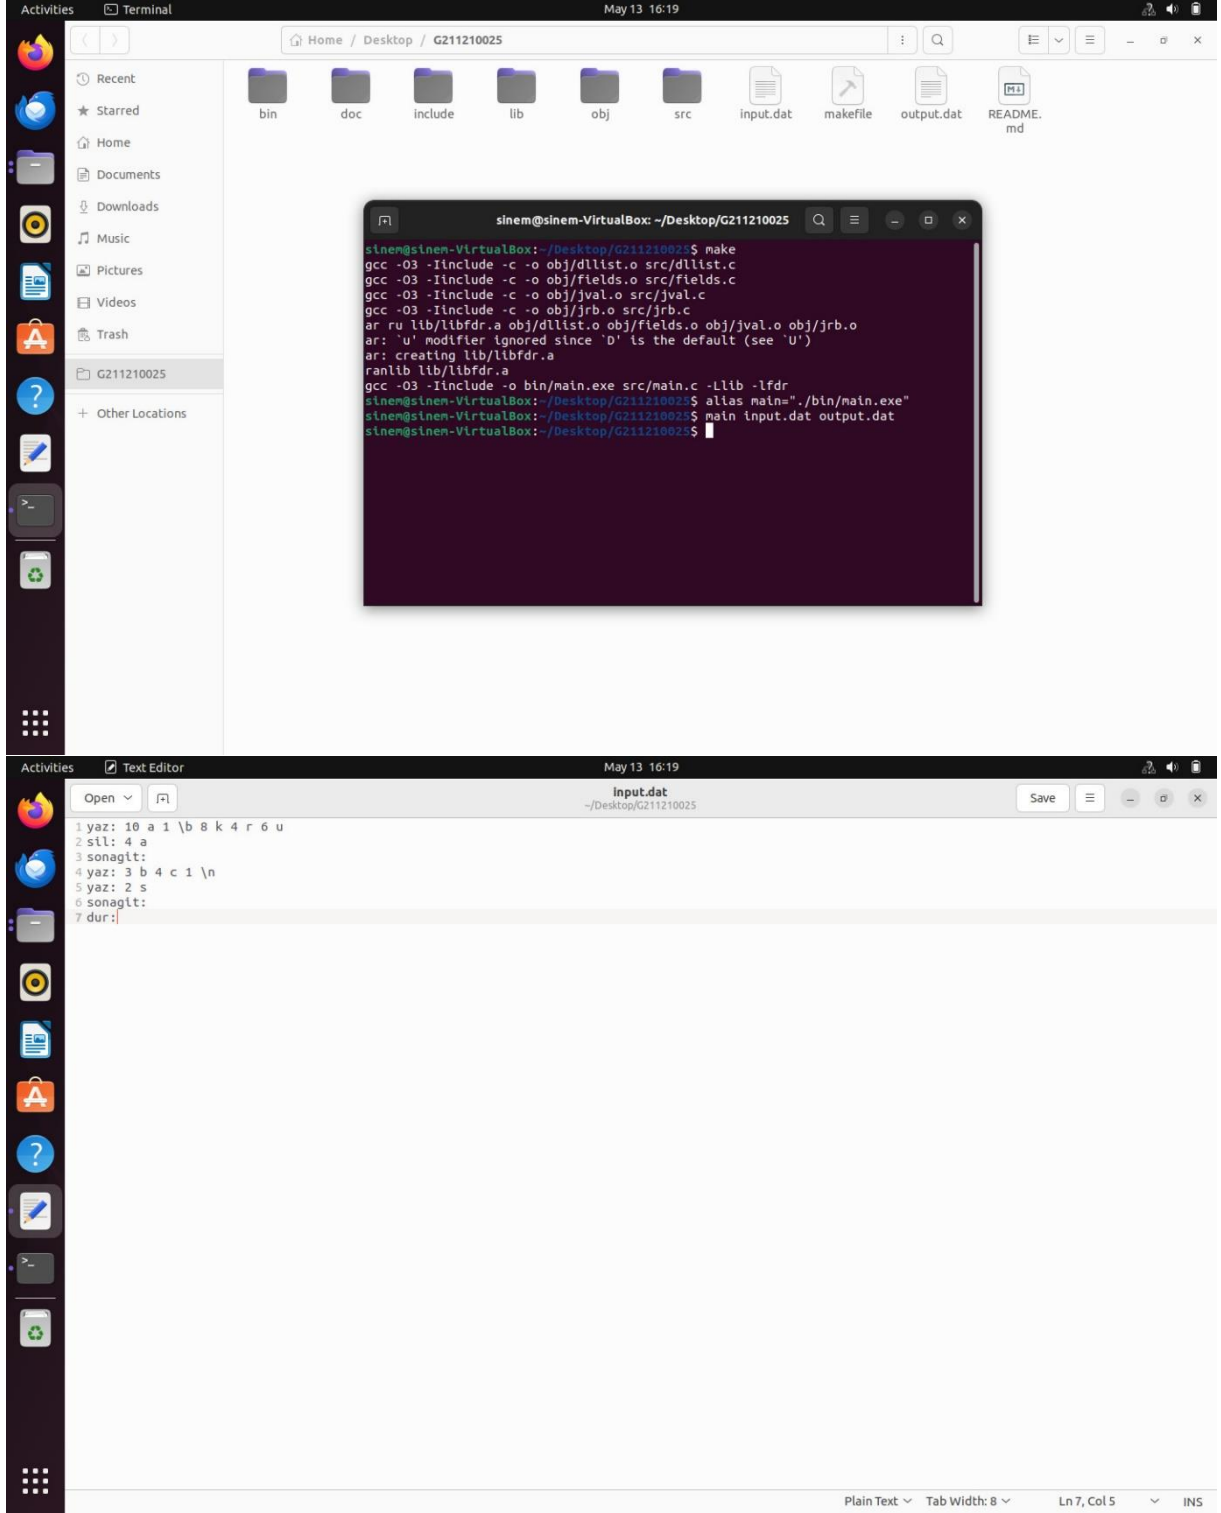 Activities Terminal May 13 16:19
Home / Desktop / G211210025
Recent
Starred
Home
Documents
Downloads
Music
Pictures
Videos
Trash
G211210025
+ Other Locations
bin doc include lib obj src input.dat makefile output.dat README.
md
sinem@sinem-VirtualBox: ~/Desktop/G211210025
sinem@sinem-VirtualBox:~/Desktop/G211210025$ make
gcc -O3 -Iinclude -c -o obj/dllist.o src/dllist.c
gcc -O3 -Iinclude -c -o obj/fields.o src/fields.c
gcc -O3 -Iinclude -c -o obj/jval.o src/jval.c
gcc -O3 -Iinclude -c -o obj/jrb.o src/jrb.c
ar ru lib/libfdr.a obj/dllist.o obj/fields.o obj/jval.o obj/jrb.o
ar: `u' modifier ignored since `D' is the default (see `U')
ar: creating lib/libfdr.a
ranlib lib/libfdr.a
gcc -O3 -Iinclude -o bin/main.exe src/main.c -Llib -lfdr
sinem@sinem-VirtualBox:~/Desktop/G211210025$ alias main="./bin/main.exe"
sinem@sinem-VirtualBox:~/Desktop/G211210025$ main input.dat output.dat
sinem@sinem-VirtualBox:~/Desktop/G211210025$
Activities Text Editor May 13 16:19
Open input.dat Save
~/Desktop/G211210025
1 yaz: 10 a 1 \b 8 k 4 r 6 u
2 sil: 4 a
3 sonagit:
4 yaz: 3 b 4 c 1 \n
5 yaz: 2 s
6 sonagit:
7 dur:
Plain Text Tab Width: 8 Ln 7, Col 5 INS